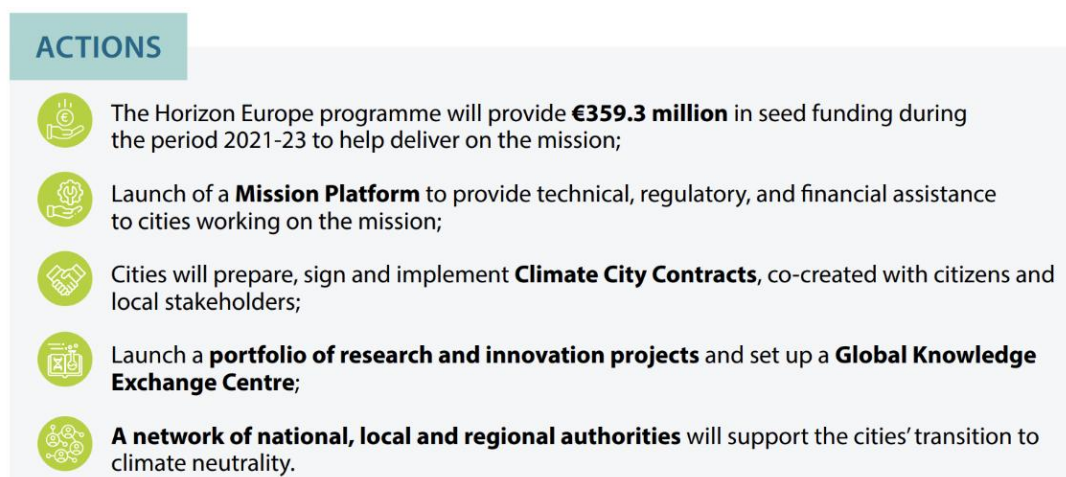 ACTIONS
The Horizon Europe programme will provide €359.3 million in seed funding during
the period 2021-23 to help deliver on the mission;
Launch of a Mission Platform to provide technical, regulatory, and financial assistance
to cities working on the mission;
Cities will prepare, sign and implement Climate City Contracts, co-created with citizens and
local stakeholders;
Launch a portfolio of research and innovation projects and set up a Global Knowledge
Exchange Centre;
A network of national, local and regional authorities will support the cities’ transition to
climate neutrality.